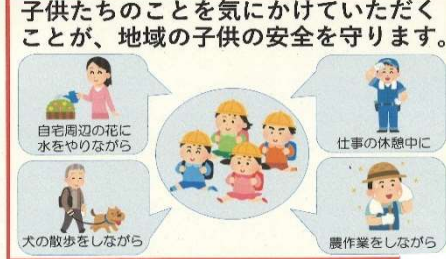 子供たちのことを気にかけていただく
ことが、地域の子供の安全を守ります。
自宅周辺の花に
水をやりながら
仕事の休憩中に
犬の散歩をしながら
農作業をしながら